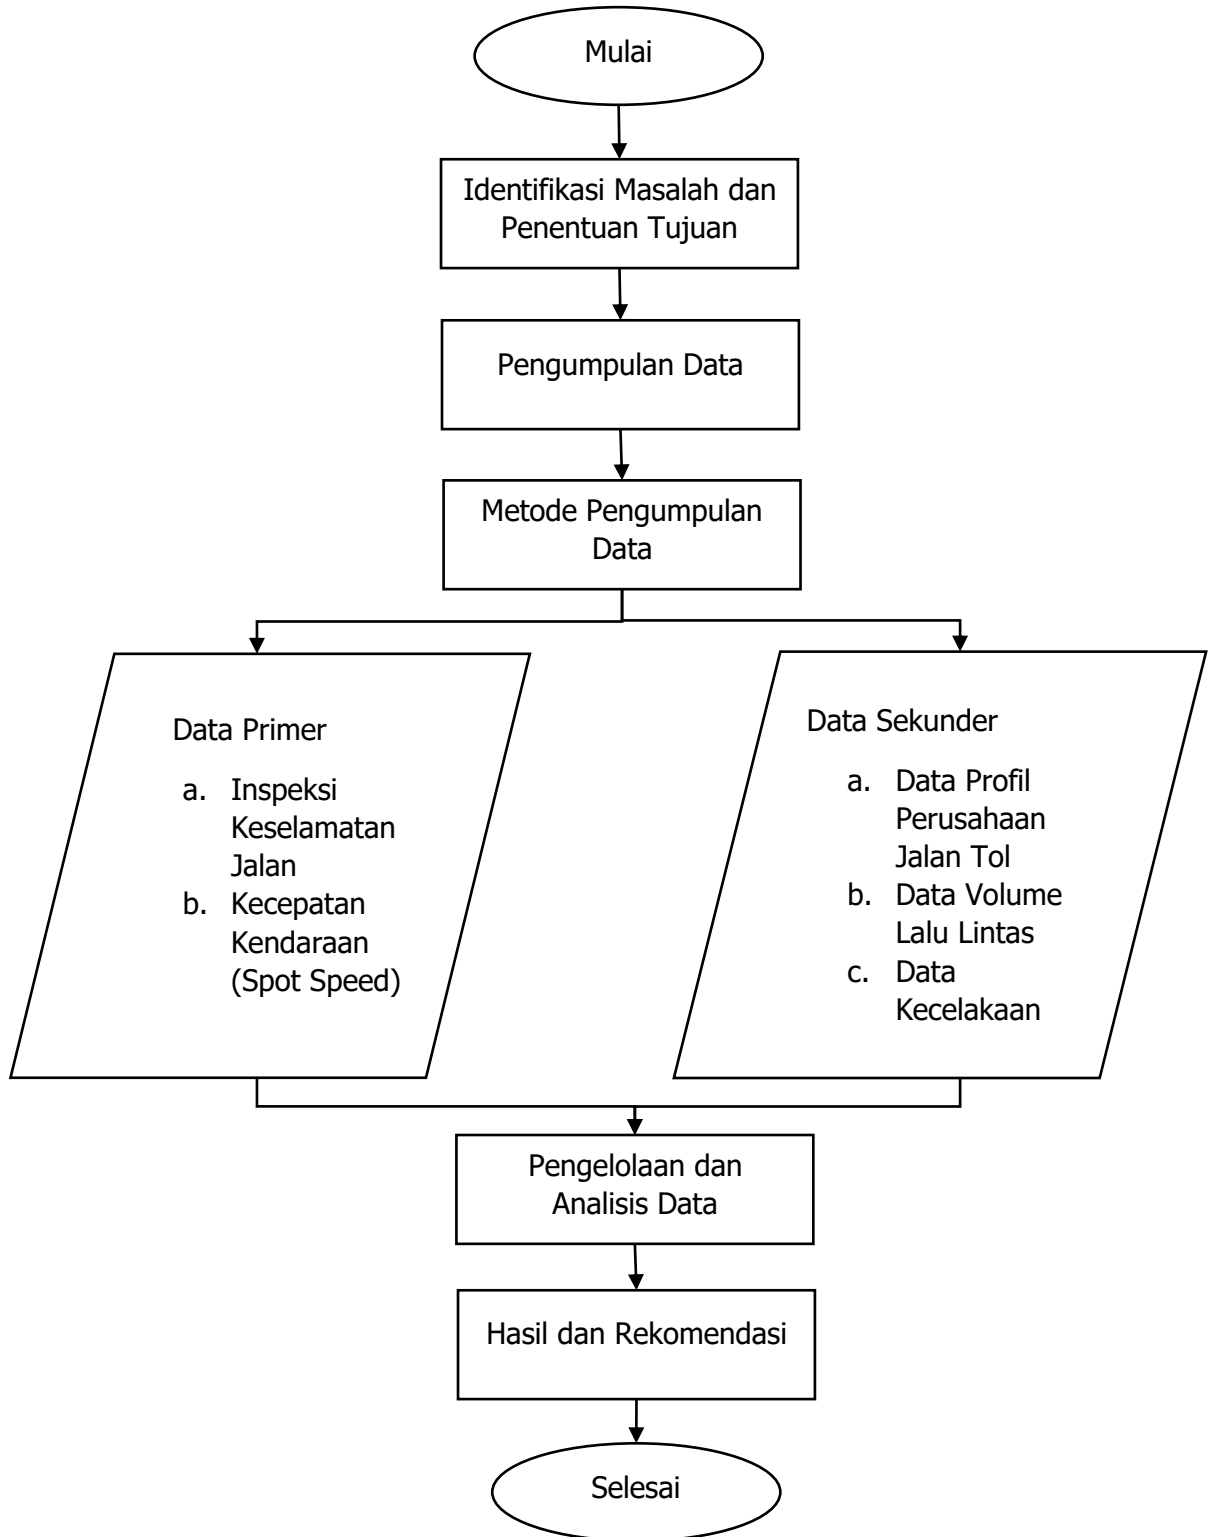 Mulai
Identifikasi Masalah dan
Penentuan Tujuan
Pengumpulan Data
Metode Pengumpulan
Data
Data Primer
a. Inspeksi
Keselamatan
Jalan
b. Kecepatan
Kendaraan
(Spot Speed)
Data Sekunder
a. Data Profil
Perusahaan
Jalan Tol
b. Data Volume
Lalu Lintas
c. Data
Kecelakaan
Pengelolaan dan
Analisis Data
Hasil dan Rekomendasi
Selesai